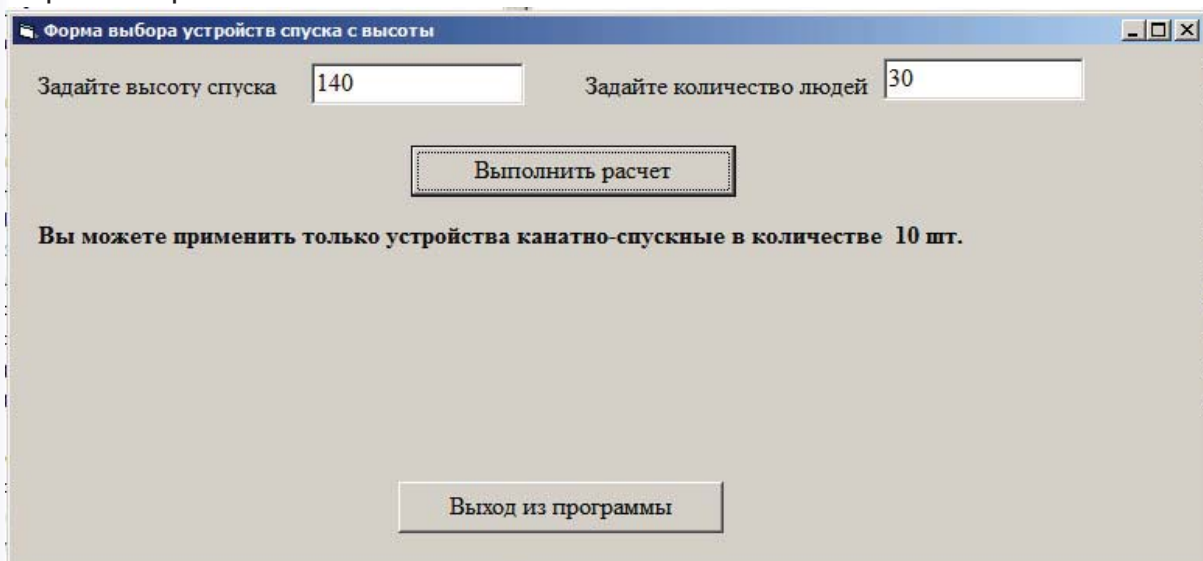 Форма выбора устройств спуска с высоты
Задайте высоту спуска 140 Задайте количество людей 30
Выполнить расчет
Вы можете применить только устройства канатно-спускные в количестве 10 шт.
Выход из программы